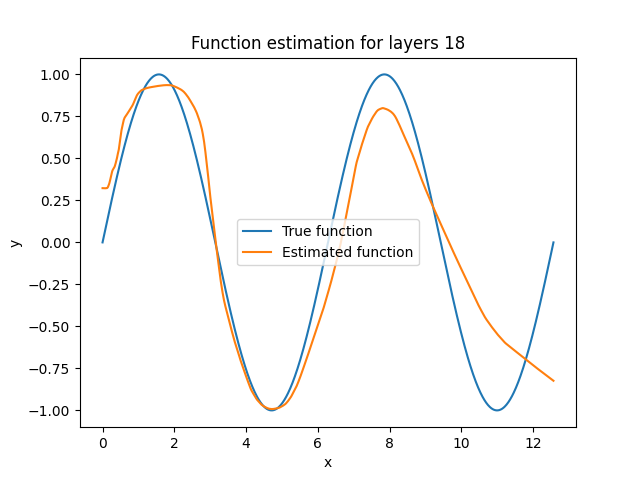 Function estimation for layers 18
1.00
0.75
0.50
0.25
0.00
−0.25
−0.50
−0.75
−1.00
y
True function
Estimated function
0 2 4 6 8 10 12
x